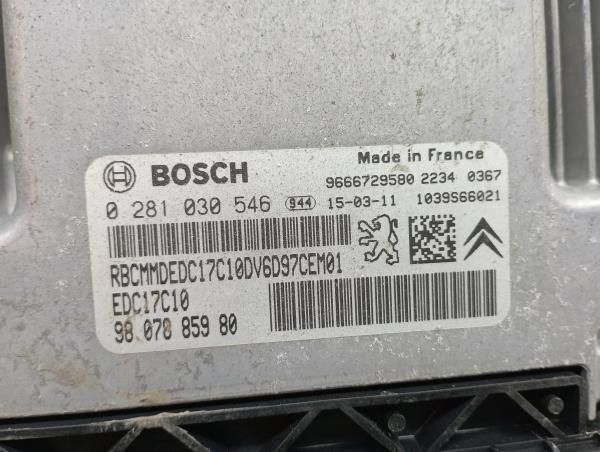 BOSCH
Made in France
9666729580 2234 0367
0 281 030 546 944 15-03-11 1039S66021
RBCMMDEDC17C10DV6D97CEM01
EDC17C10
98 078 859 80